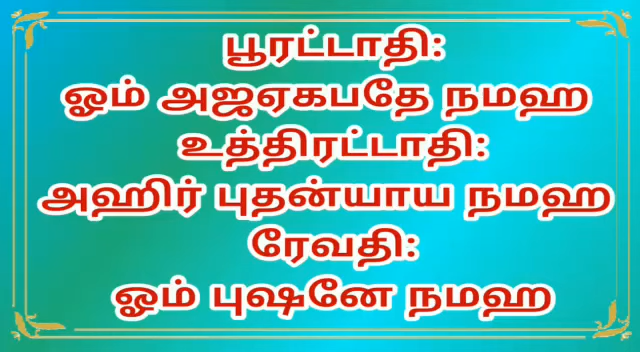 பூரட்டாதி:
ஓம் அஜஏகபதே நமஹ
உத்திரட்டாதி:
அஹிர் புதன்யாய நமஹ
ரேவதி:
ஓம் புஷனே நமஹ